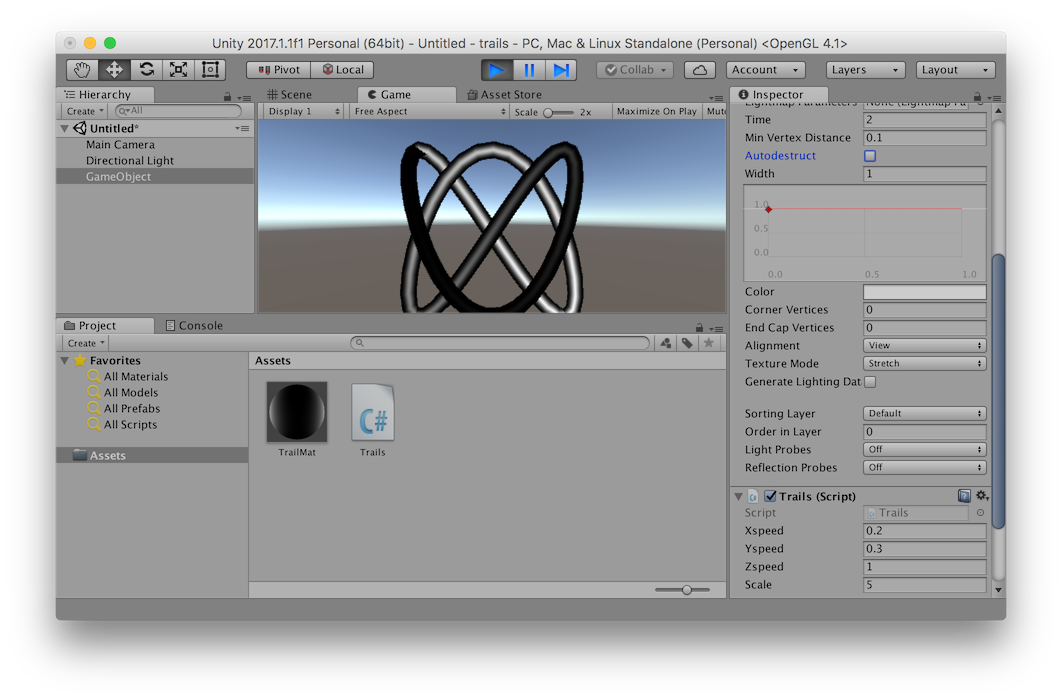 Unity 2017.1.1f1 Personal (64bit) - Untitled - trails - PC, Mac & Linux Standalone (Personal) <OpenGL 4.1>
Pivot Local Collab Account Layers Layout
Hierarchy
Create All
Untitled*
Main Camera
Directional Light
GameObject
Scene Game Asset Store
Display 1 Free Aspect Scale 2x Maximize On Play Mut
Project Console
Create
Favorites
All Materials
All Models
All Prefabs
All Scripts
Assets
Assets
TrailMat Trails
C#
Inspector
Lightmap Parameters None (Lightmap Pa
Time 2
Min Vertex Distance 0.1
Autodestruct
Width 1
1.0
0.5
0.0
0.0 0.5 1.0
Color
Corner Vertices 0
End Cap Vertices 0
Alignment View
Texture Mode Stretch
Generate Lighting Dat
Sorting Layer Default
Order in Layer 0
Light Probes Off
Reflection Probes Off
Trails (Script)
Script Trails
Xspeed 0.2
Yspeed 0.3
Zspeed 1
Scale 5